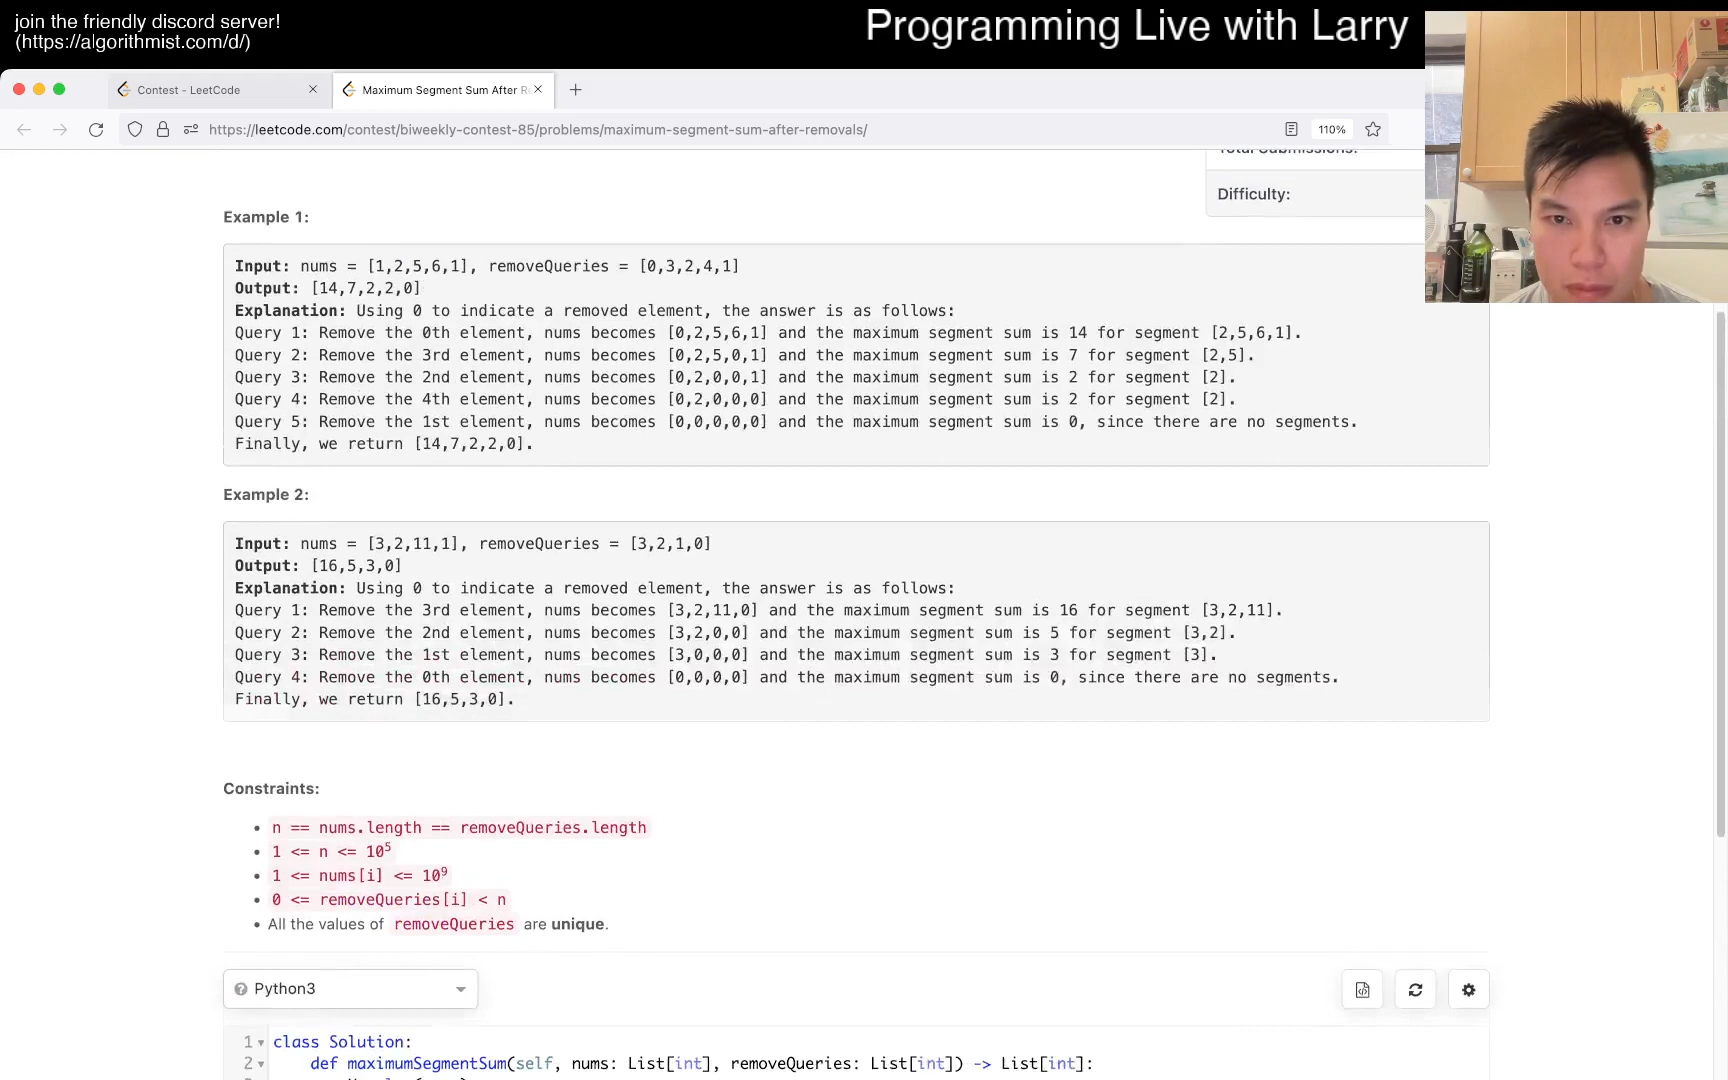 join the friendly discord server!
(https://algorithmist.com/d/)
Programming Live with Larry
Contest - LeetCode
Maximum Segment Sum After R
https://leetcode.com/contest/biweekly-contest-85/problems/maximum-segment-sum-after-removals/
110%
Total Submissions:
Difficulty:
Example 1:
Input: nums = [1,2,5,6,1], removeQueries = [0,3,2,4,1]
Output: [14,7,2,2,0]
Explanation: Using 0 to indicate a removed element, the answer is as follows:
Query 1: Remove the 0th element, nums becomes [0,2,5,6,1] and the maximum segment sum is 14 for segment [2,5,6,1].
Query 2: Remove the 3rd element, nums becomes [0,2,5,0,1] and the maximum segment sum is 7 for segment [2,5].
Query 3: Remove the 2nd element, nums becomes [0,2,0,0,1] and the maximum segment sum is 2 for segment [2].
Query 4: Remove the 4th element, nums becomes [0,2,0,0,0] and the maximum segment sum is 2 for segment [2].
Query 5: Remove the 1st element, nums becomes [0,0,0,0,0] and the maximum segment sum is 0, since there are no segments.
Finally, we return [14,7,2,2,0].
Example 2:
Input: nums = [3,2,11,1], removeQueries = [3,2,1,0]
Output: [16,5,3,0]
Explanation: Using 0 to indicate a removed element, the answer is as follows:
Query 1: Remove the 3rd element, nums becomes [3,2,11,0] and the maximum segment sum is 16 for segment [3,2,11].
Query 2: Remove the 2nd element, nums becomes [3,2,0,0] and the maximum segment sum is 5 for segment [3,2].
Query 3: Remove the 1st element, nums becomes [3,0,0,0] and the maximum segment sum is 3 for segment [3].
Query 4: Remove the 0th element, nums becomes [0,0,0,0] and the maximum segment sum is 0, since there are no segments.
Finally, we return [16,5,3,0].
Constraints:
• n == nums.length == removeQueries.length
• 1 <= n <= 10⁵
• 1 <= nums[i] <= 10⁹
• 0 <= removeQueries[i] < n
• All the values of removeQueries are unique.
Python3
1 class Solution:
2 def maximumSegmentSum(self, nums: List[int], removeQueries: List[int]) -> List[int]: